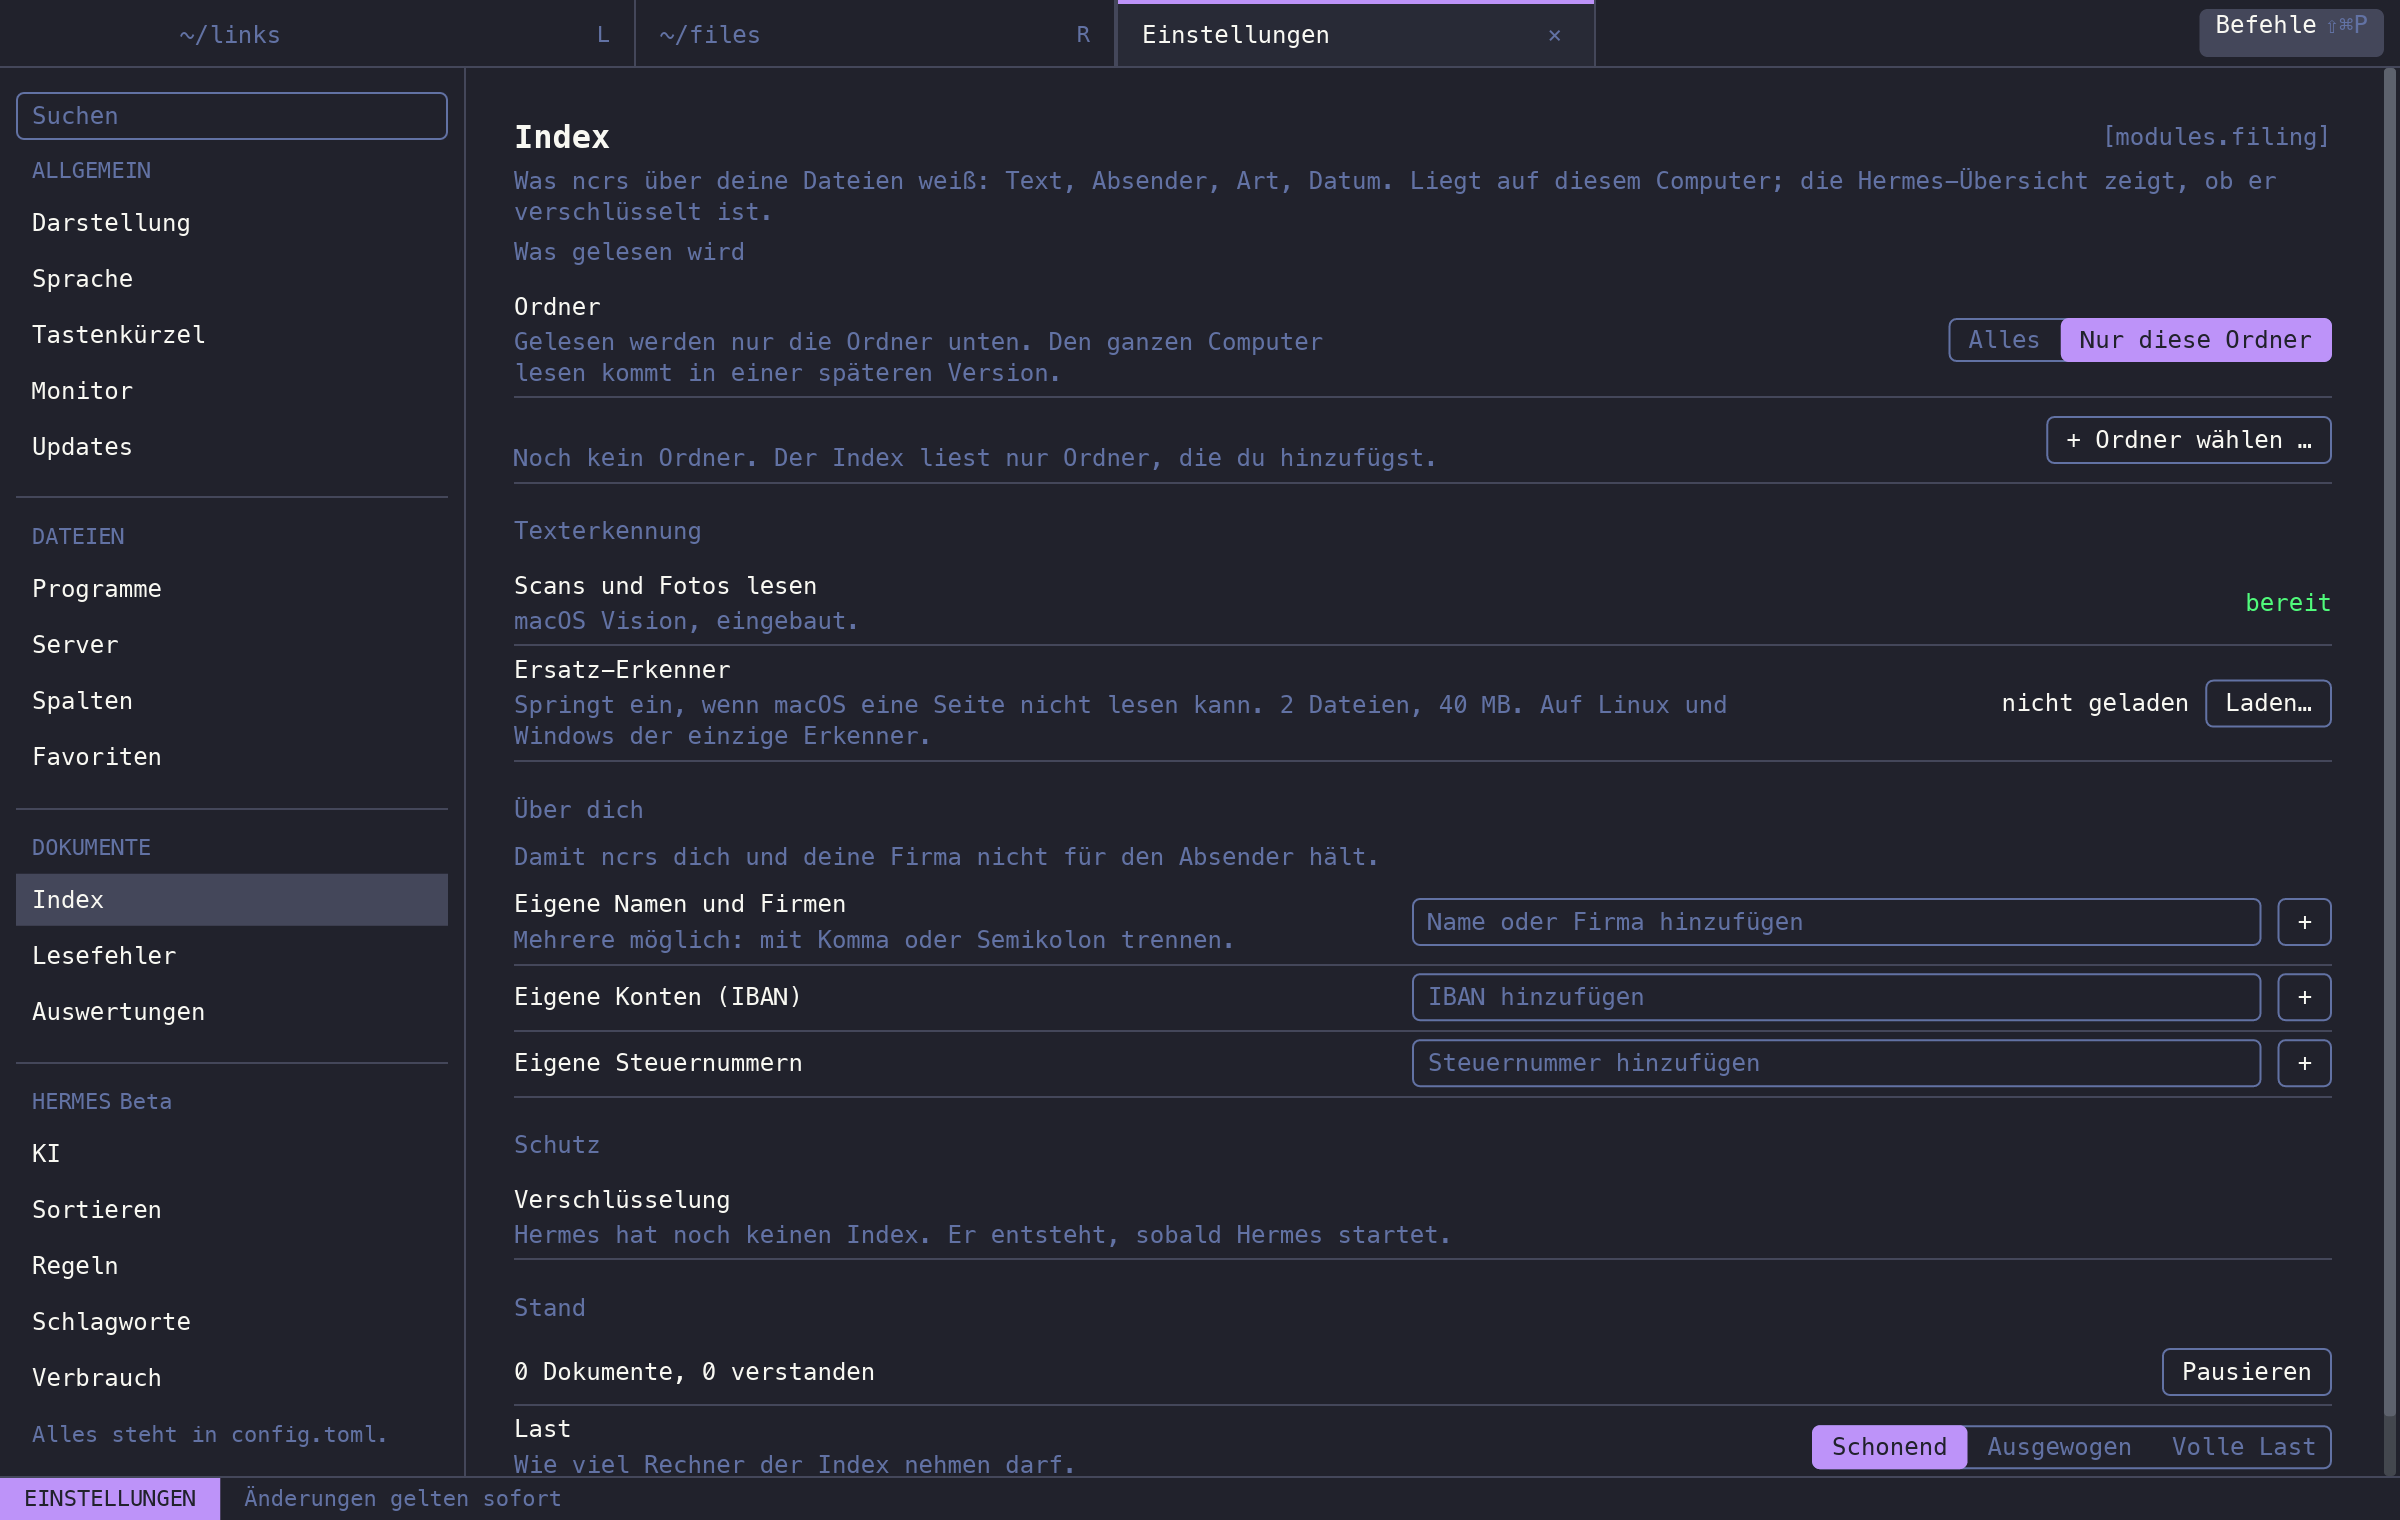 ~/links L ~/files R Einstellungen × Befehle ⇧⌘P
Suchen
ALLGEMEIN
Darstellung
Sprache
Tastenkürzel
Monitor
Updates
DATEIEN
Programme
Server
Spalten
Favoriten
DOKUMENTE
Index
Lesefehler
Auswertungen
HERMES Beta
KI
Sortieren
Regeln
Schlagworte
Verbrauch
Alles steht in config.toml.
Index [modules.filing]
Was ncrs über deine Dateien weiß: Text, Absender, Art, Datum. Liegt auf diesem Computer; die Hermes-Übersicht zeigt, ob er
verschlüsselt ist.
Was gelesen wird
Ordner
Gelesen werden nur die Ordner unten. Den ganzen Computer
lesen kommt in einer späteren Version.
Alles Nur diese Ordner
+ Ordner wählen …
Noch kein Ordner. Der Index liest nur Ordner, die du hinzufügst.
Texterkennung
Scans und Fotos lesen
macOS Vision, eingebaut.
bereit
Ersatz-Erkenner
Springt ein, wenn macOS eine Seite nicht lesen kann. 2 Dateien, 40 MB. Auf Linux und
Windows der einzige Erkenner.
nicht geladen Laden…
Über dich
Damit ncrs dich und deine Firma nicht für den Absender hält.
Eigene Namen und Firmen
Mehrere möglich: mit Komma oder Semikolon trennen.
Name oder Firma hinzufügen +
Eigene Konten (IBAN) IBAN hinzufügen +
Eigene Steuernummern Steuernummer hinzufügen +
Schutz
Verschlüsselung
Hermes hat noch keinen Index. Er entsteht, sobald Hermes startet.
Stand
0 Dokumente, 0 verstanden Pausieren
Last
Wie viel Rechner der Index nehmen darf.
Schonend Ausgewogen Volle Last
EINSTELLUNGEN Änderungen gelten sofort